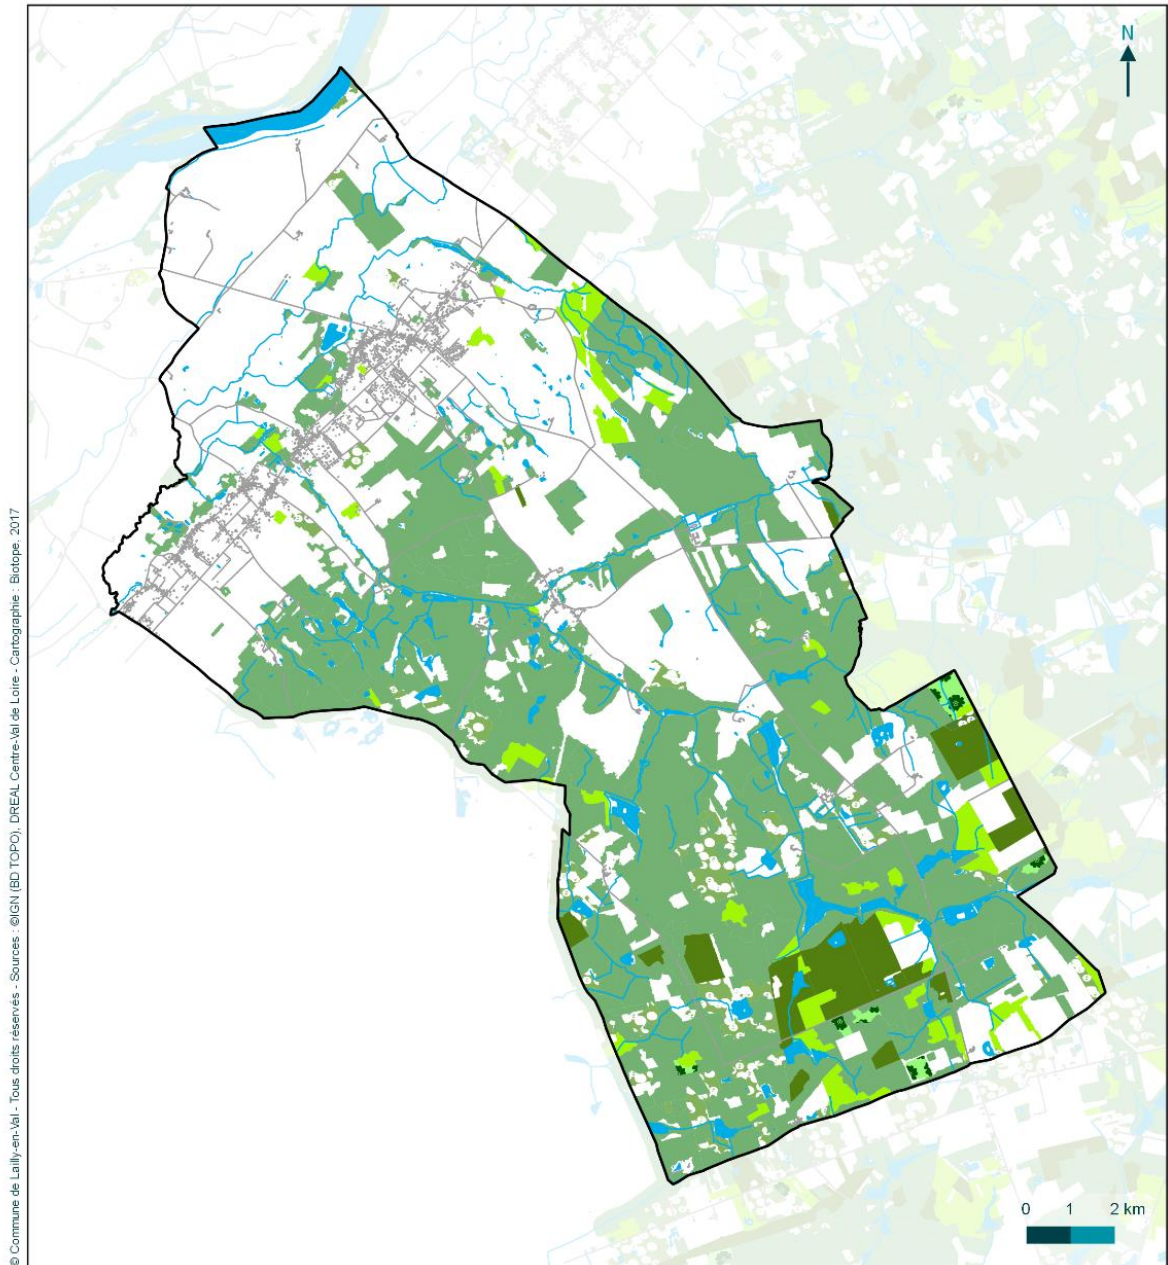 N
© Commune de Lailly-en-Val - Tous droits réservés - Sources : ©IGN (BD TOPO), DREAL Centre-Val de Loire - Cartographie : Biotope, 2017
0 1 2 km